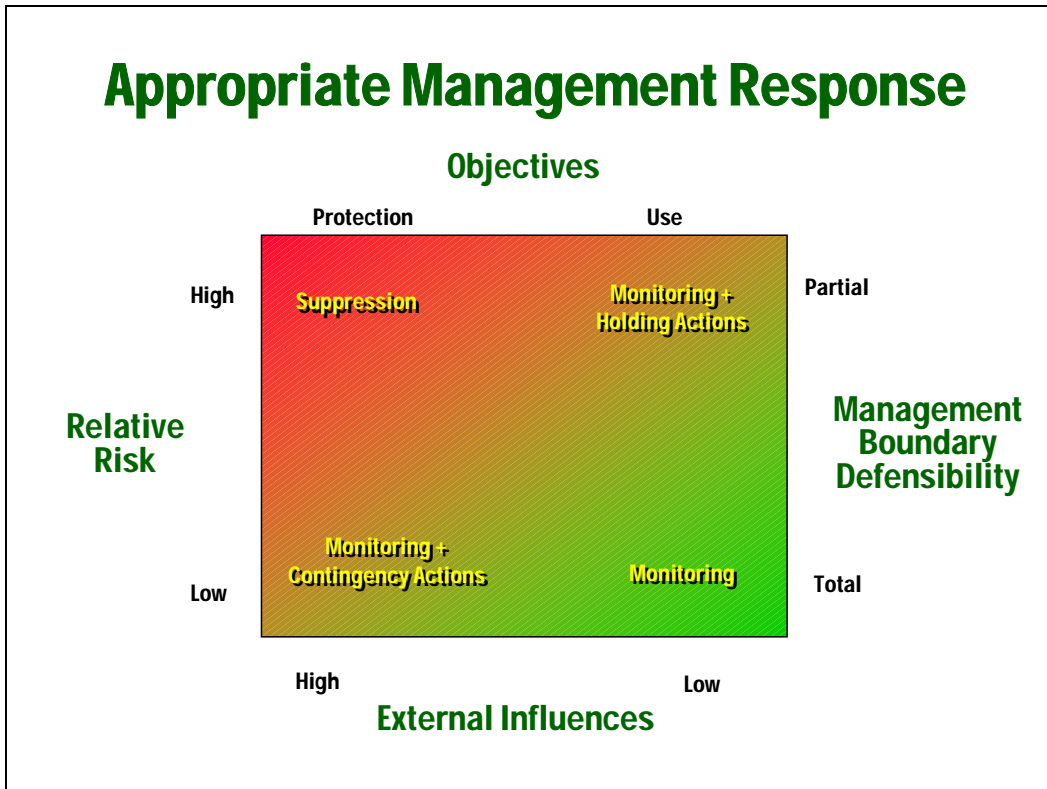 Appropriate Management Response
Objectives
Protection
Use
High
Suppression
Monitoring +
Holding Actions
Partial
Relative
Risk
Management
Boundary
Defensibility
Monitoring +
Contingency Actions
Monitoring
Low
Total
High
Low
External Influences